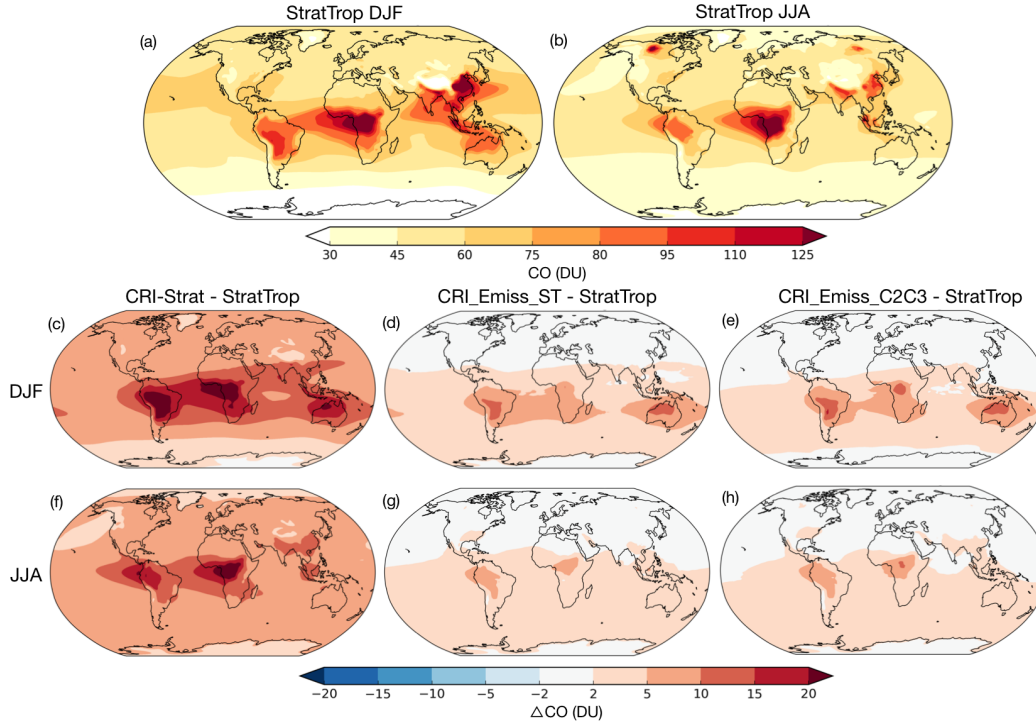 StratTrop DJF
StratTrop JJA
(a)
(b)
30 45 60 75 80 95 110 125
CO (DU)
CRI-Strat - StratTrop
CRI_Emiss_ST - StratTrop
CRI_Emiss_C2C3 - StratTrop
(c)
(d)
(e)
DJF
(f)
(g)
(h)
JJA
−20 −15 −10 −5 −2 2 5 10 15 20
△CO (DU)